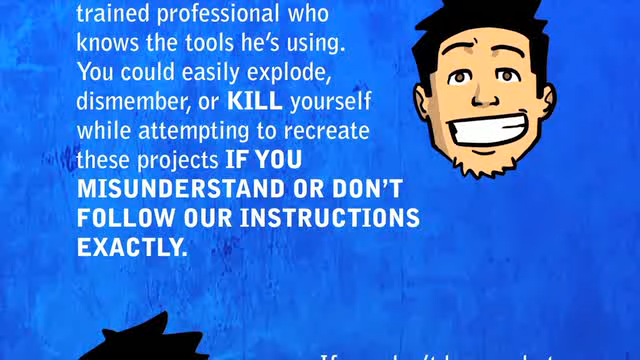 trained professional who
knows the tools he's using.
You could easily explode,
dismember, or KILL yourself
while attempting to recreate
these projects IF YOU
MISUNDERSTAND OR DON'T
FOLLOW OUR INSTRUCTIONS
EXACTLY.